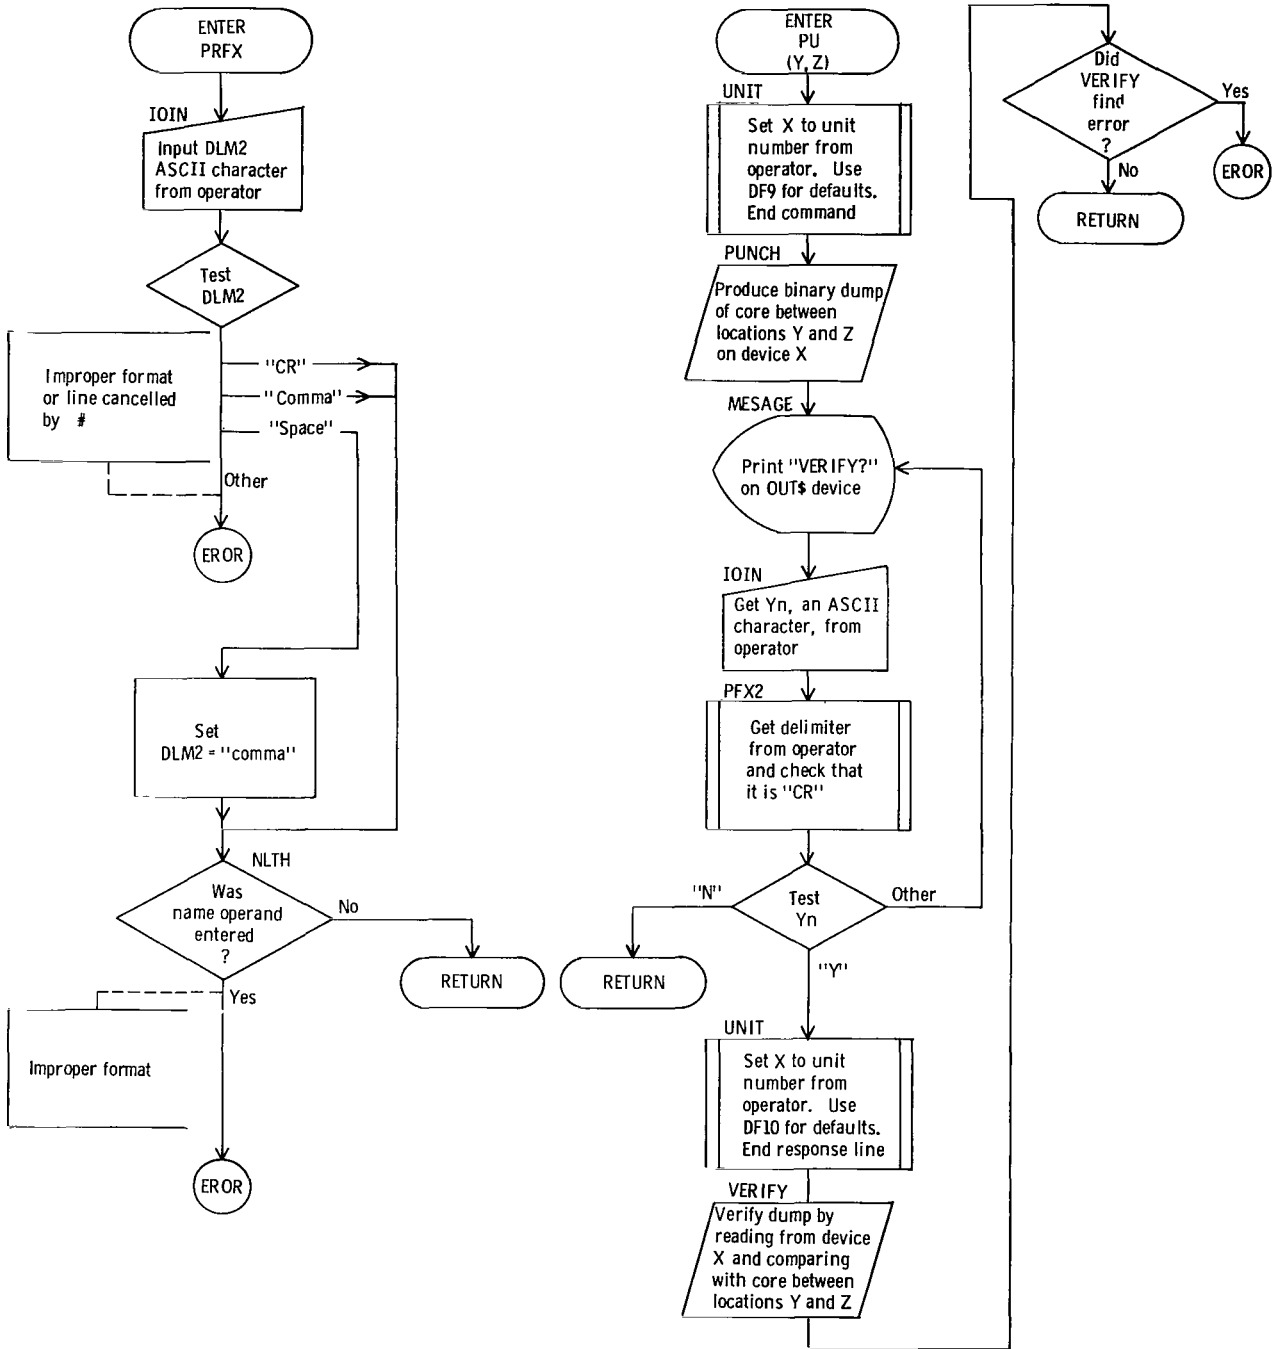 ENTER
PRFX
IOIN
Input DLM2
ASCII character
from operator
Test
DLM2
Improper format
or line cancelled
by #
"CR"
"Comma"
"Space"
Other
EROR
Set
DLM2 = "comma"
NLTH
Was
name operand
entered
?
No
RETURN
Yes
Improper format
EROR
ENTER
PU
(Y, Z)
UNIT
Set X to unit
number from
operator. Use
DF9 for defaults.
End command
PUNCH
Produce binary dump
of core between
locations Y and Z
on device X
MESAGE
Print "VERIFY?"
on OUT$ device
IOIN
Get Yn, an ASCII
character, from
operator
PFX2
Get delimiter
from operator
and check that
it is "CR"
Test
Yn
"N"
Other
RETURN
"Y"
UNIT
Set X to unit
number from
operator. Use
DF10 for defaults.
End response line
VERIFY
Verify dump by
reading from device
X and comparing
with core between
locations Y and Z
Did
VERIFY
find
error
?
Yes
EROR
No
RETURN